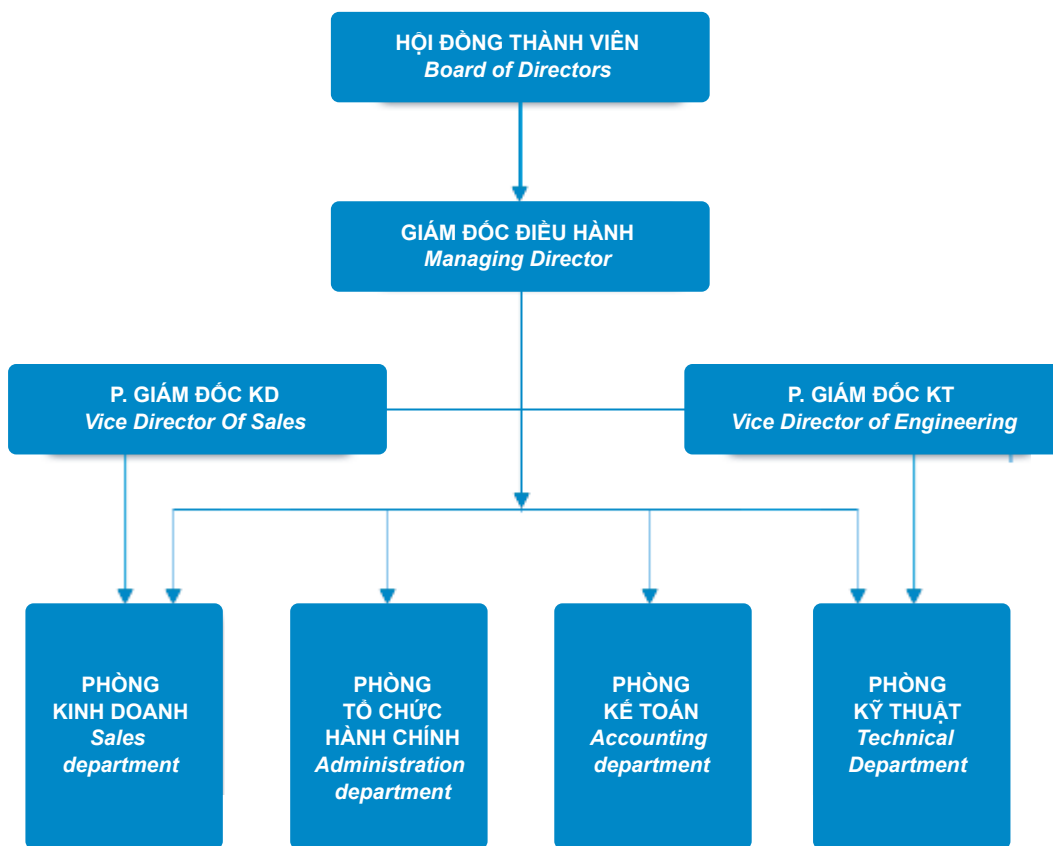 HỘI ĐỒNG THÀNH VIÊN
Board of Directors
GIÁM ĐỐC ĐIỀU HÀNH
Managing Director
P. GIÁM ĐỐC KD
Vice Director Of Sales
P. GIÁM ĐỐC KT
Vice Director of Engineering
PHÒNG
KINH DOANH
Sales
department
PHÒNG
TỔ CHỨC
HÀNH CHÍNH
Administration
department
PHÒNG
KẾ TOÁN
Accounting
department
PHÒNG
KỸ THUẬT
Technical
Department